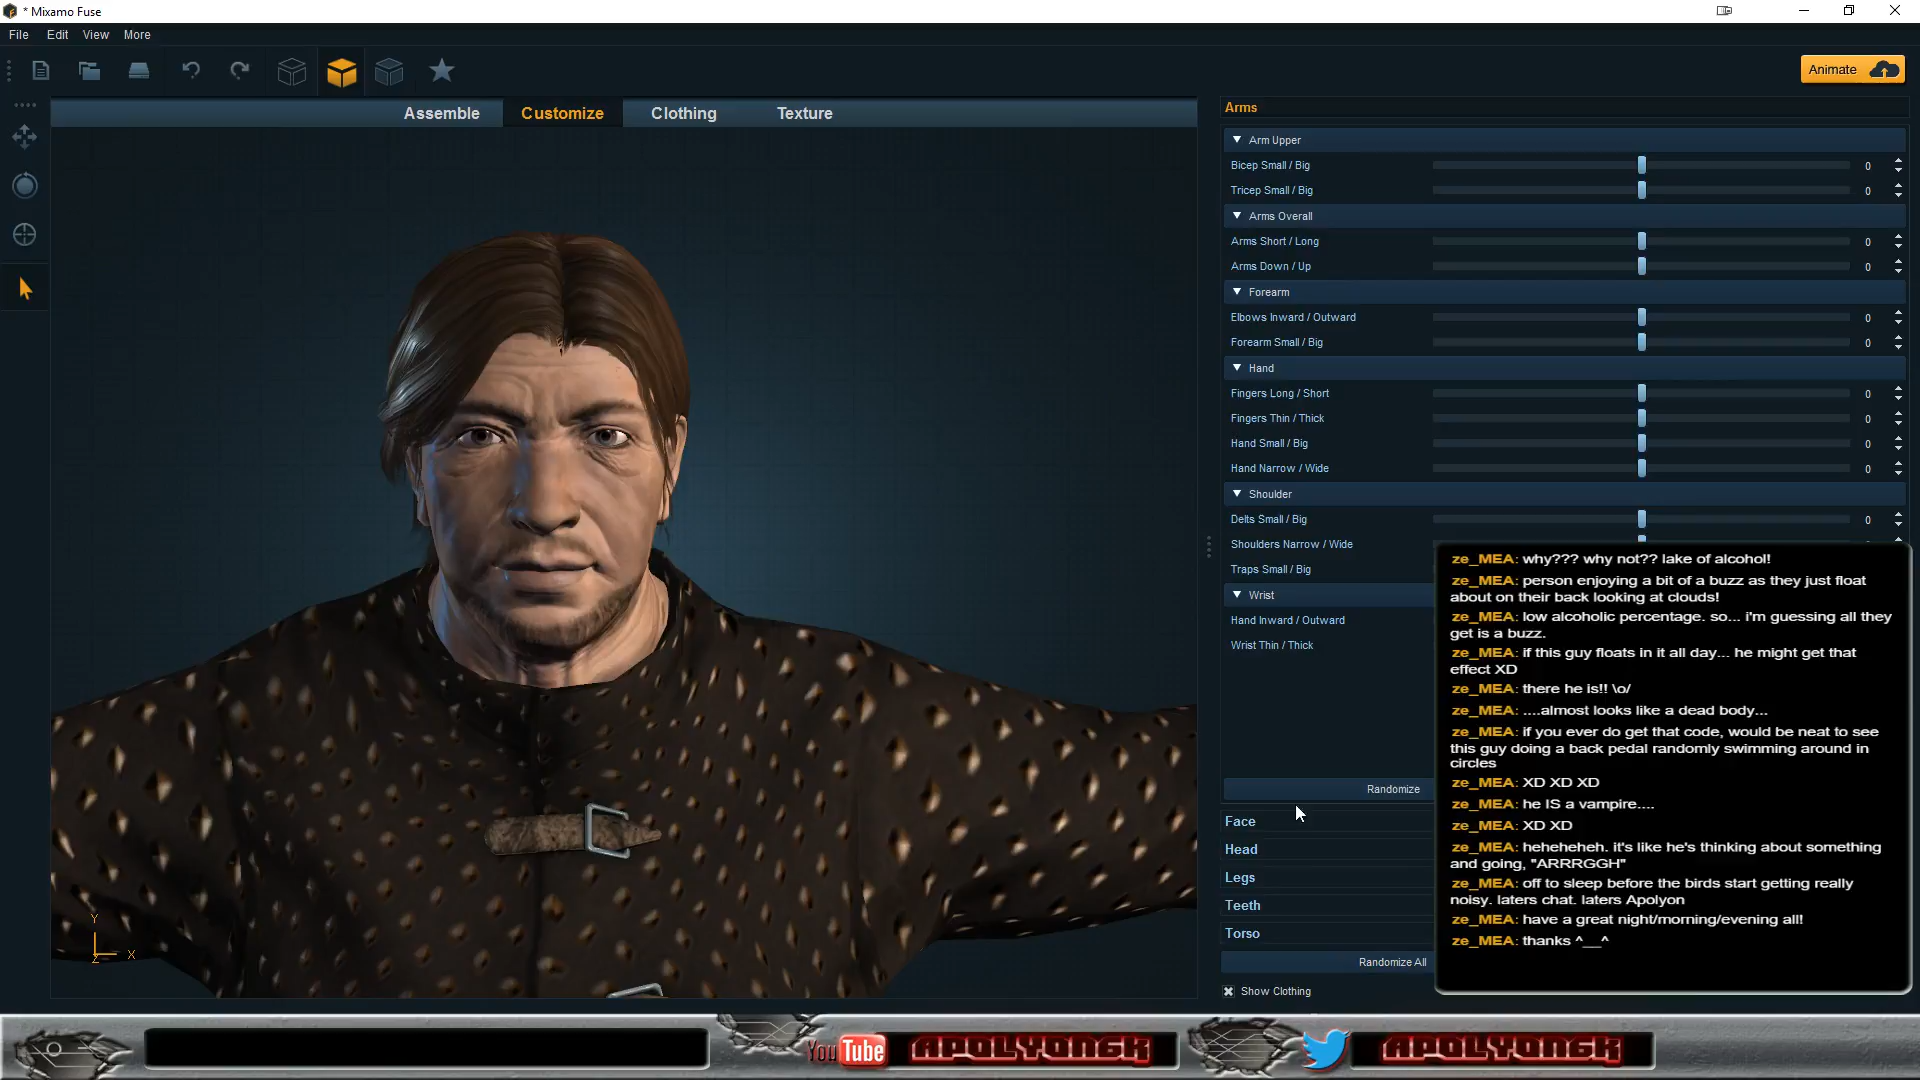 * Mixamo Fuse
File Edit View More
Animate
Assemble Customize Clothing Texture
Arms
Arm Upper
Bicep Small / Big 0
Tricep Small / Big 0
Arms Overall
Arms Short / Long 0
Arms Down / Up 0
Forearm
Elbows Inward / Outward 0
Forearm Small / Big 0
Hand
Fingers Long / Short 0
Fingers Thin / Thick 0
Hand Small / Big 0
Hand Narrow / Wide 0
Shoulder
Delts Small / Big 0
Shoulders Narrow / Wide
Traps Small / Big
Wrist
Hand Inward / Outward
Wrist Thin / Thick
Randomize
Face
Head
Legs
Teeth
Torso
Randomize All
Show Clothing
ze_MEA: why??? why not?? lake of alcohol!
ze_MEA: person enjoying a bit of a buzz as they just float
about on their back looking at clouds!
ze_MEA: low alcoholic percentage. so... i'm guessing all they
get is a buzz.
ze_MEA: if this guy floats in it all day... he might get that
effect XD
ze_MEA: there he is!! \o/
ze_MEA: ....almost looks like a dead body...
ze_MEA: if you ever do get that code, would be neat to see
this guy doing a back pedal randomly swimming around in
circles
ze_MEA: XD XD XD
ze_MEA: he IS a vampire....
ze_MEA: XD XD
ze_MEA: heheheheh. it's like he's thinking about something
and going, "ARRRGGH"
ze_MEA: off to sleep before the birds start getting really
noisy. laters chat. laters Apolyon
ze_MEA: have a great night/morning/evening all!
ze_MEA: thanks ^__^
Y
X
Z
YouTube APOLYON6K APOLYON6K